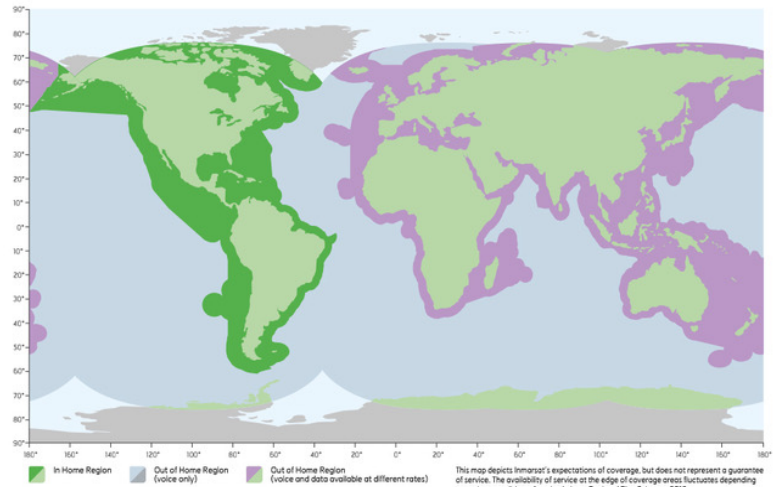 90°
80°
70°
60°
50°
40°
30°
20°
10°
0°
10°
20°
30°
40°
50°
60°
70°
80°
90°
180° 160° 140° 120° 100° 80° 60° 40° 20° 0° 20° 40° 60° 80° 100° 120° 140° 160° 180°
In Home Region
Out of Home Region
(voice only)
Out of Home Region
(voice and data available at different rates)
This map depicts Inmarsat's expectations of coverage, but does not represent a guarantee
of service. The availability of service at the edge of coverage areas fluctuates depending